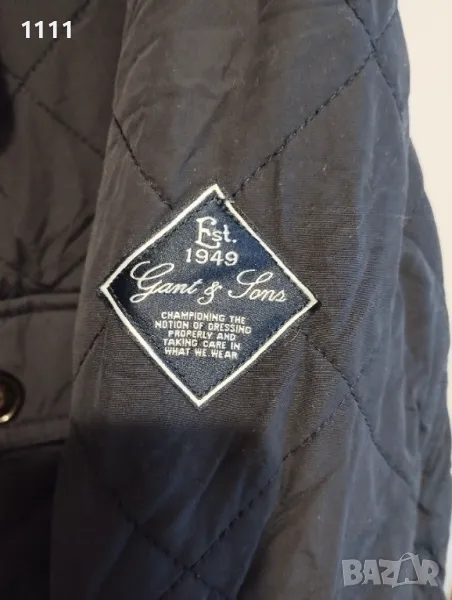 1111
Est.
1949
Gant & Sons
CHAMPIONING THE
NOTION OF DRESSING
PROPERLY AND
TAKING CARE IN
WHAT WE WEAR
BAZAR